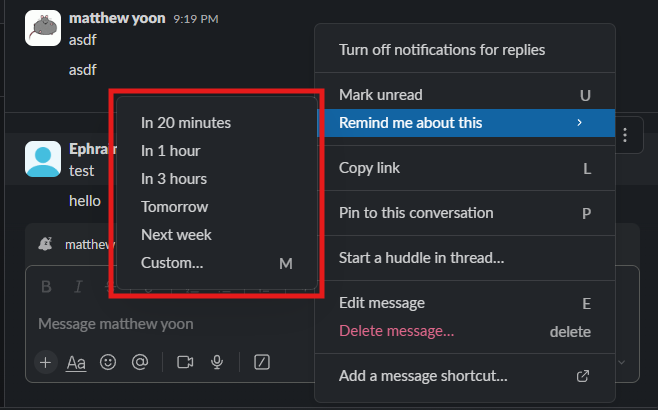 matthew yoon 9:19 PM
asdf
asdf
Turn off notifications for replies
Mark unread U
Remind me about this
In 20 minutes
In 1 hour
In 3 hours
Tomorrow
Next week
Custom... M
Copy link L
Pin to this conversation P
Start a huddle in thread...
Edit message E
Delete message... delete
Add a message shortcut...
test
hello
matthew
B I
Message matthew yoon
Aa